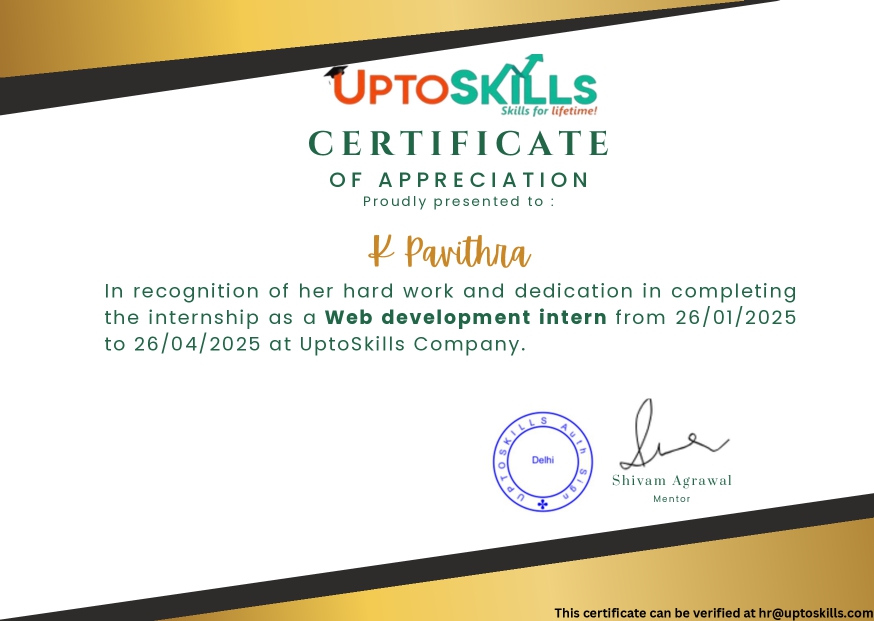 UPTOSKILLS
Skills for lifetime!
CERTIFICATE
OF APPRECIATION
Proudly presented to :
K Pavithra
In recognition of her hard work and dedication in completing
the internship as a Web development intern from 26/01/2025
to 26/04/2025 at UptoSkills Company.
UPTOSKILLS Auth Sign
Delhi
Shivam Agrawal
Mentor
This certificate can be verified at hr@uptoskills.com